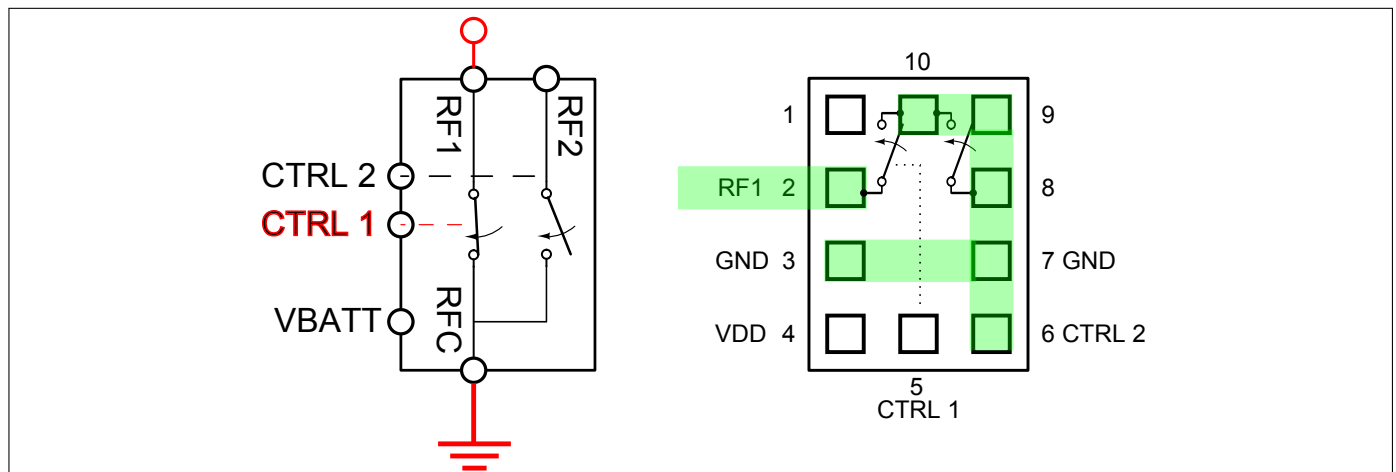 RF1
RF2
CTRL 2
CTRL 1
VBATT
RFC
10
1
9
RF1 2
8
GND 3
7 GND
VDD 4
6 CTRL 2
5
CTRL 1